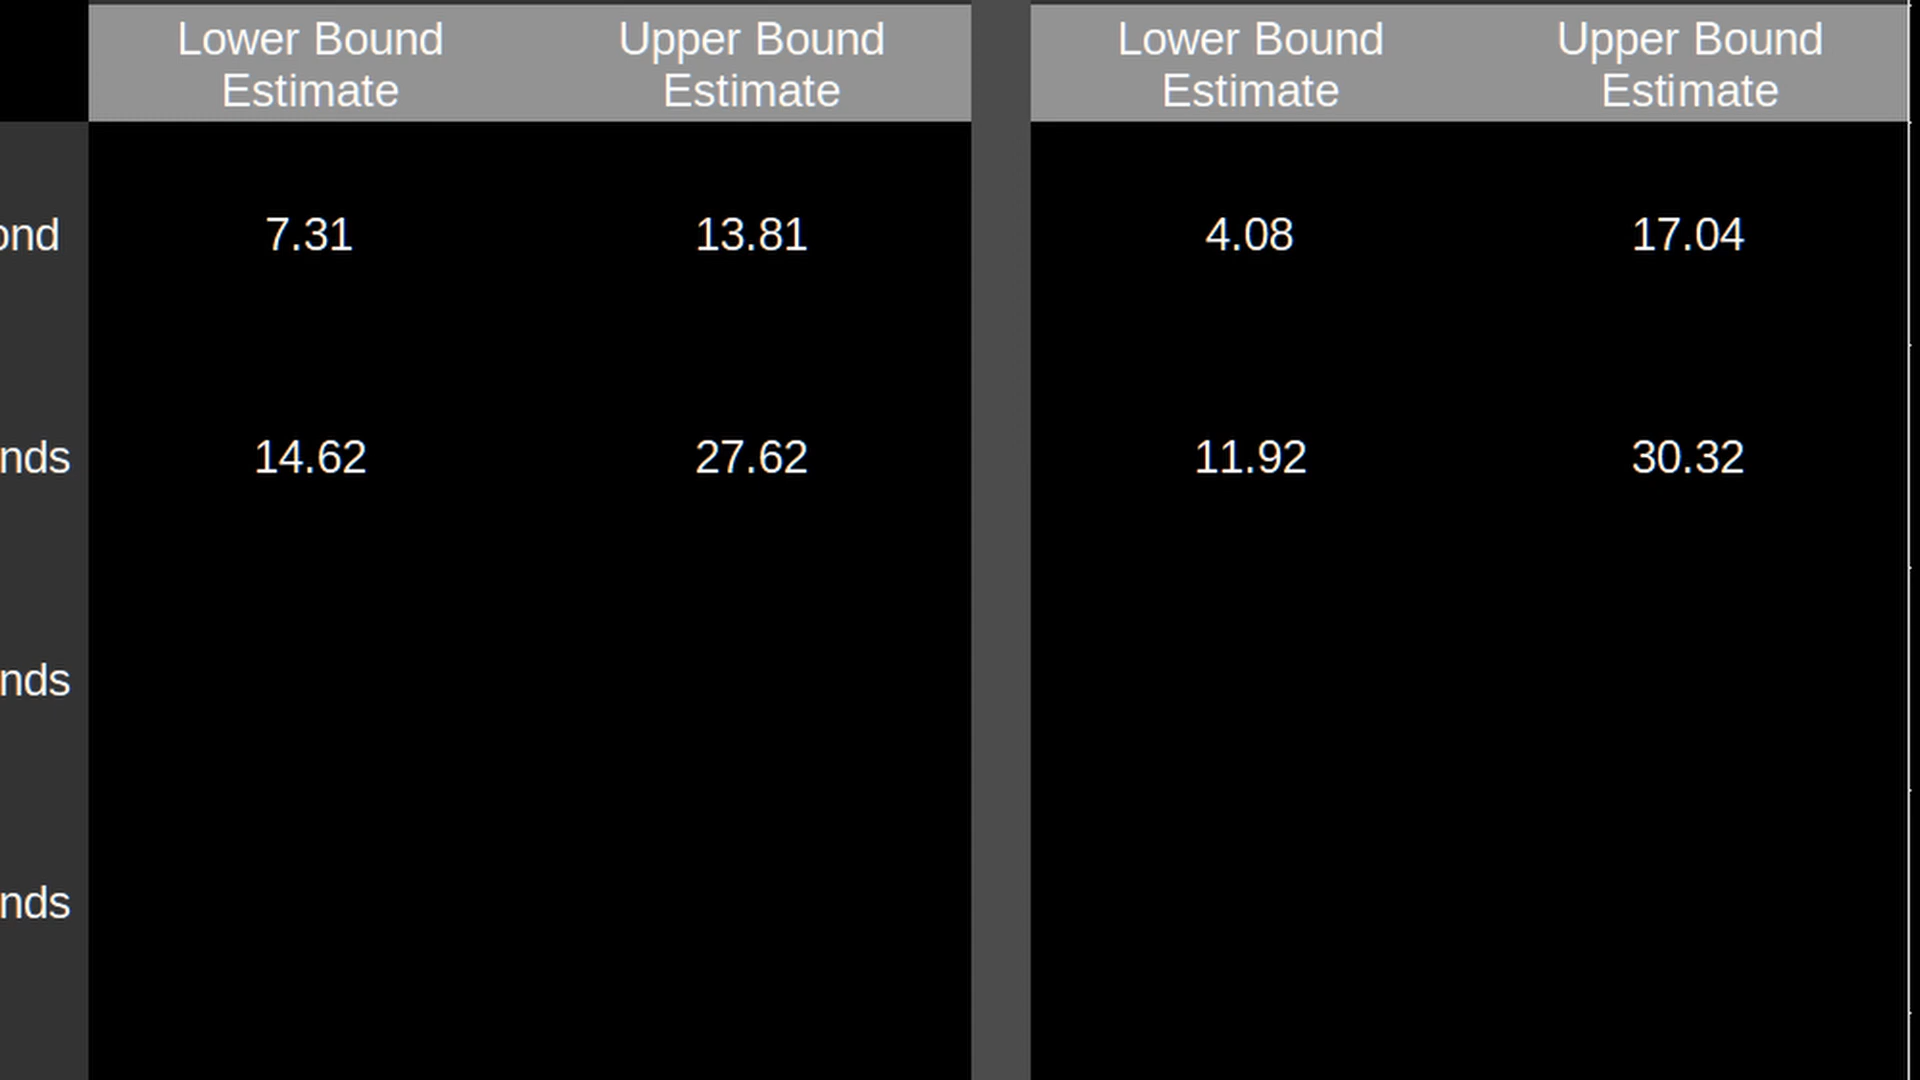 Lower Bound Estimate Upper Bound Estimate Lower Bound Estimate Upper Bound Estimate
ond 7.31 13.81 4.08 17.04
nds 14.62 27.62 11.92 30.32
nds
nds